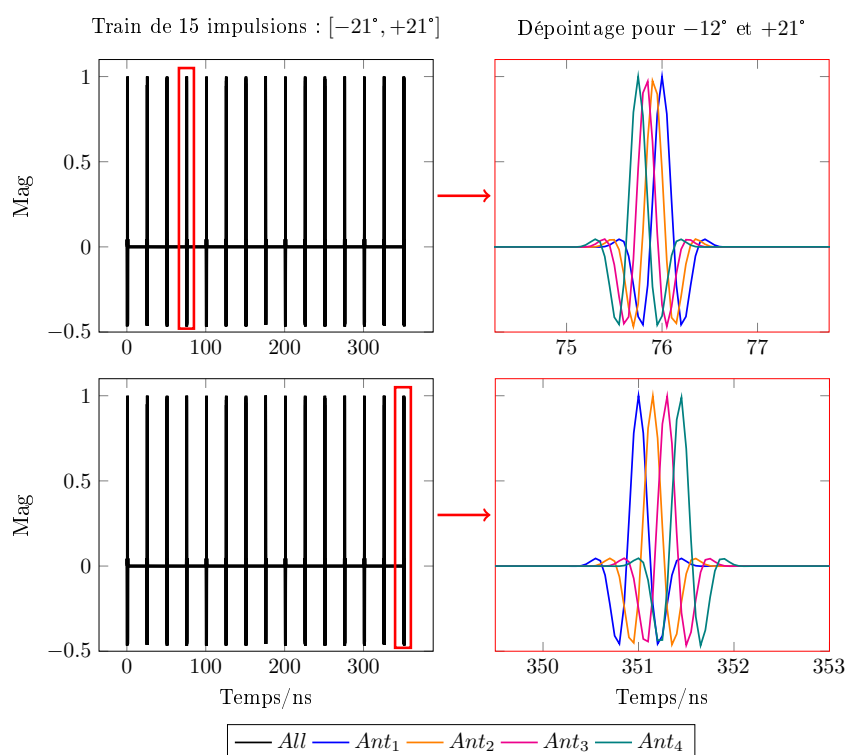 Train de 15 impulsions : [−21°, +21°]
Dépointage pour −12° et +21°
1
0.5
0
−0.5
Mag
0 100 200 300
75 76 77
1
0.5
0
−0.5
Mag
0 100 200 300
350 351 352 353
Temps/ns
Temps/ns
All Ant1 Ant2 Ant3 Ant4